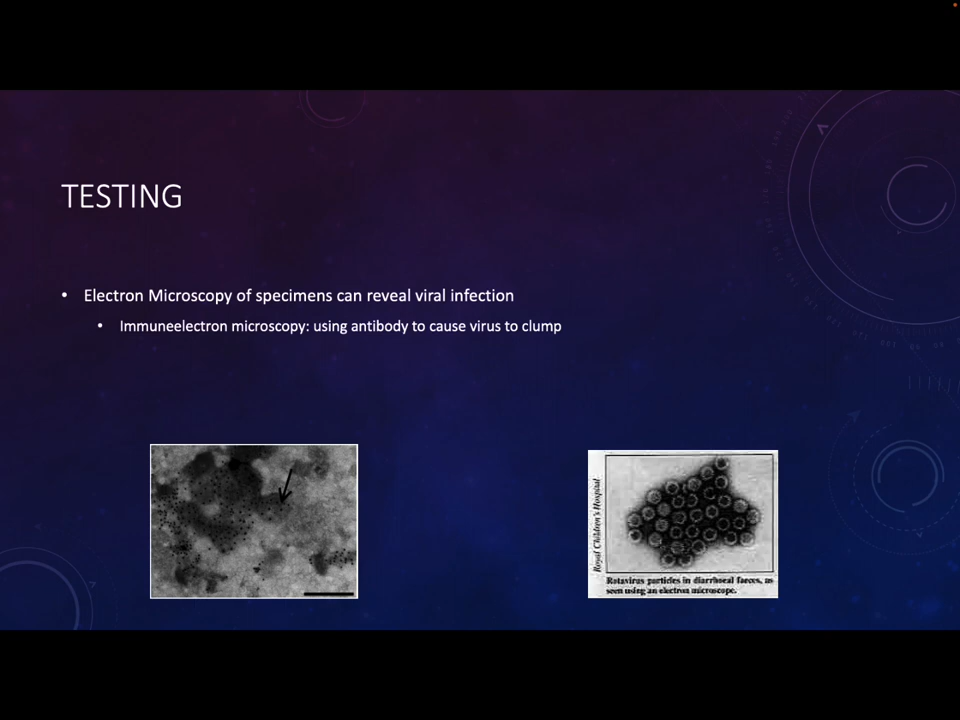 TESTING
• Electron Microscopy of specimens can reveal viral infection
• Immuneelectron microscopy: using antibody to cause virus to clump
Royal Children's Hospital
Rotavirus particles in diarrhoeal faeces, as
seen using an electron microscope.